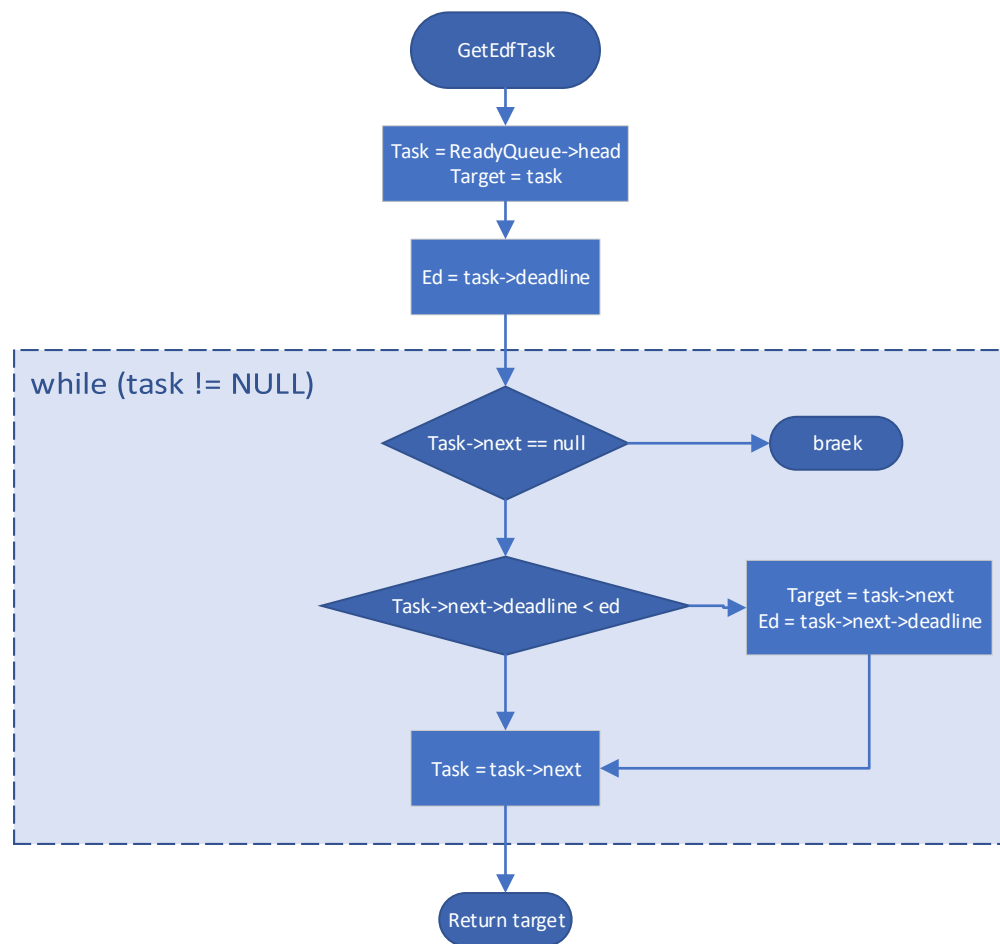 GetEdfTask
Task = ReadyQueue->head
Target = task
Ed = task->deadline
while (task != NULL)
Task->next == null
braek
Task->next->deadline < ed
Target = task->next
Ed = task->next->deadline
Task = task->next
Return target